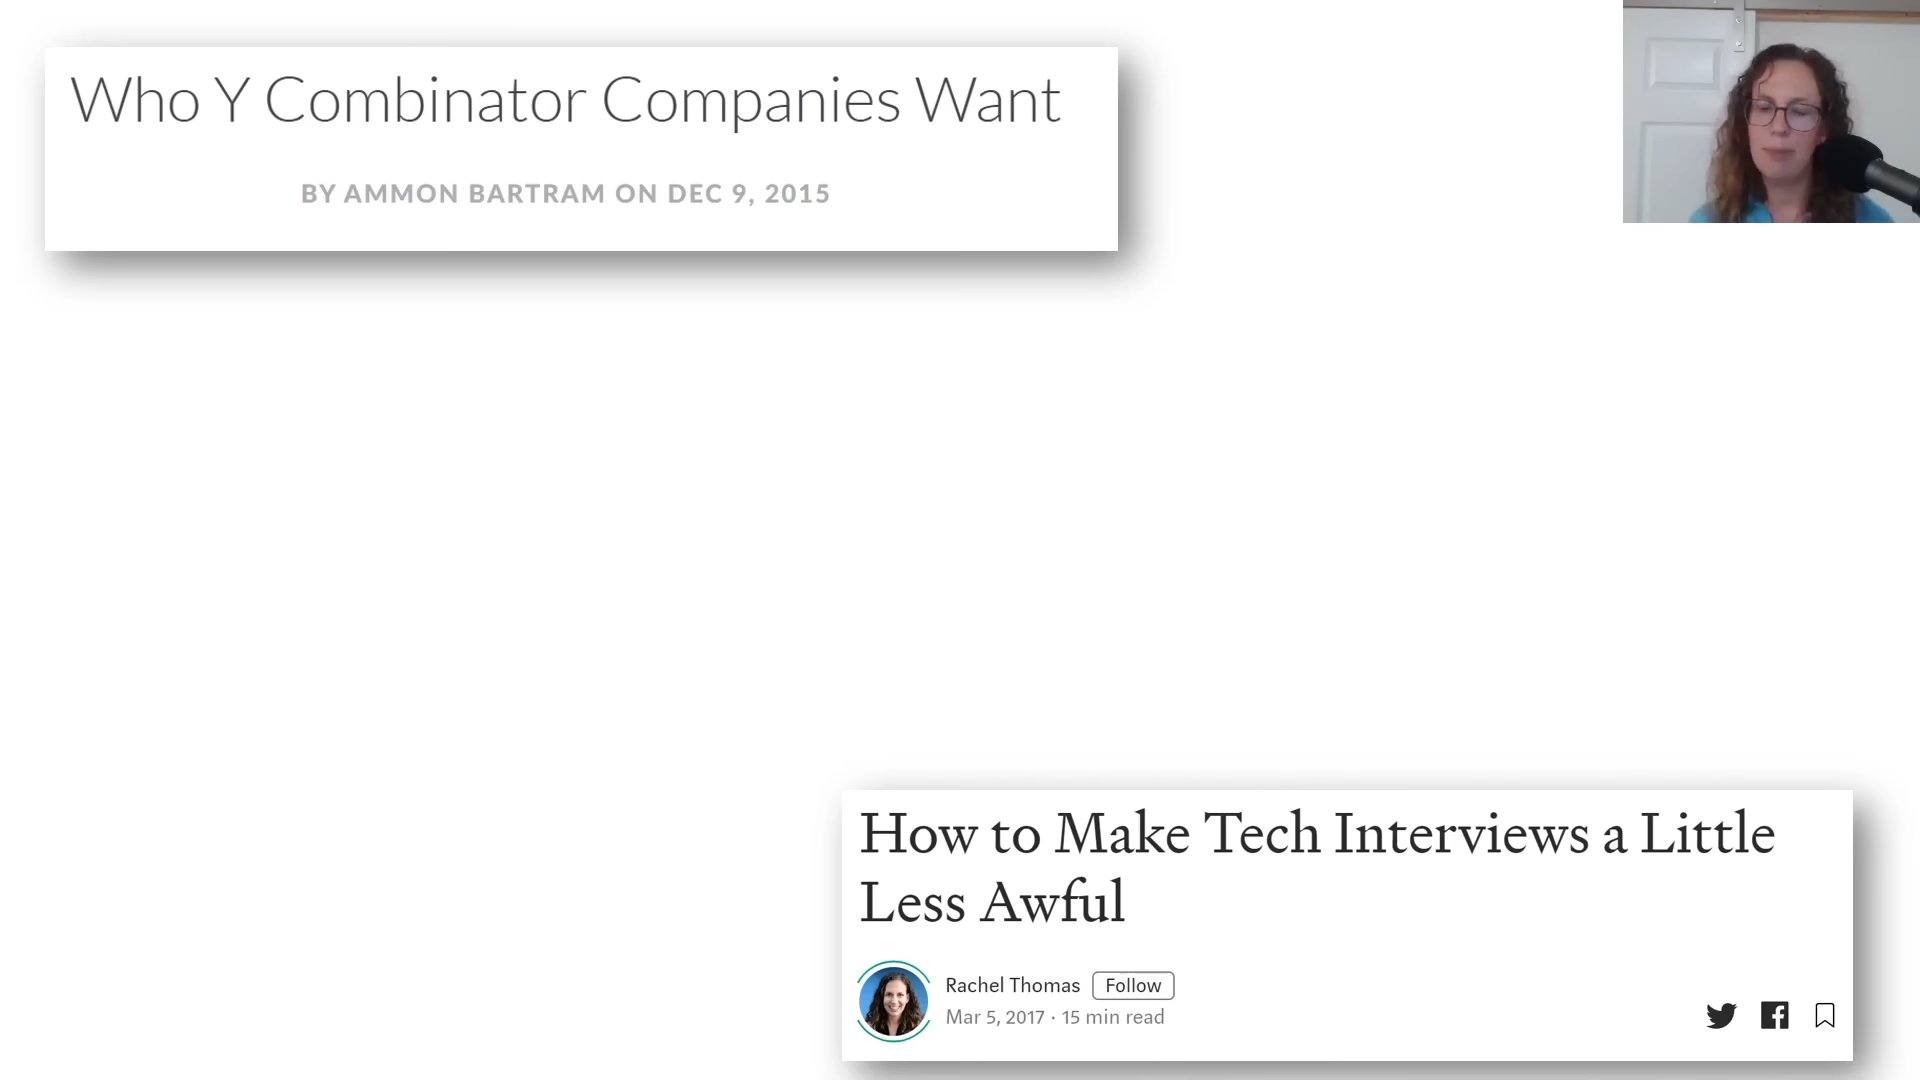 Who Y Combinator Companies Want
BY AMMON BARTRAM ON DEC 9, 2015
How to Make Tech Interviews a Little
Less Awful
Rachel Thomas Follow
Mar 5, 2017 · 15 min read